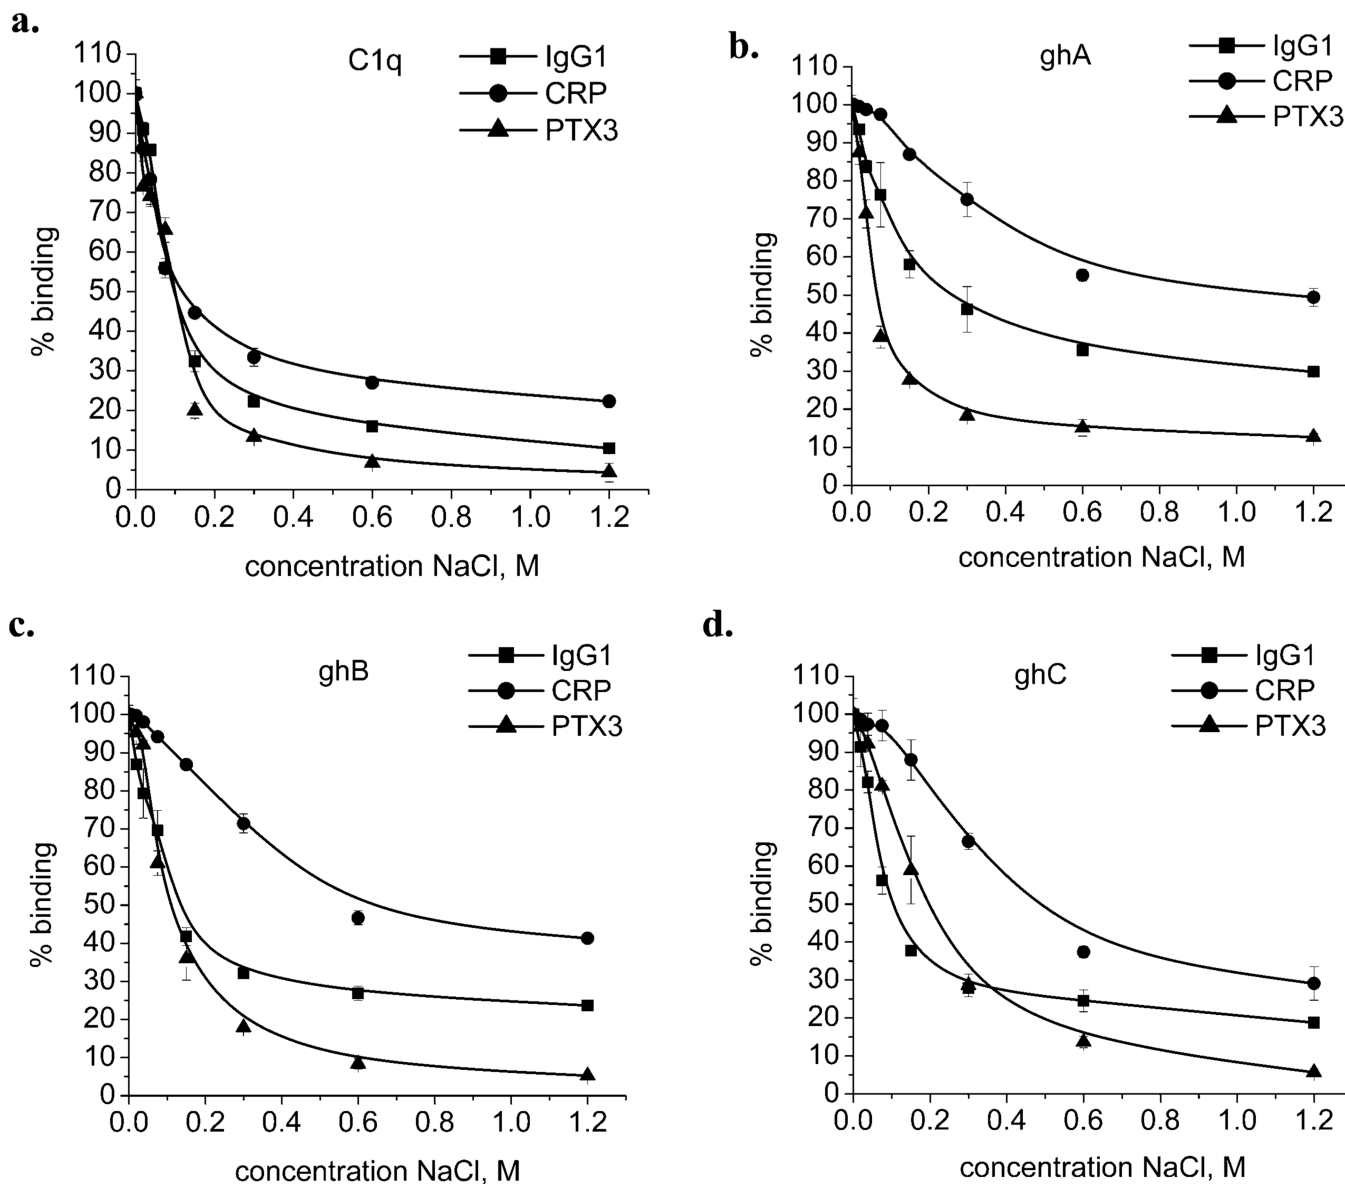 a.
C1q
IgG1
CRP
PTX3
110
100
90
80
70
60
50
40
30
20
10
0
% binding
0.0 0.2 0.4 0.6 0.8 1.0 1.2
concentration NaCl, M
b.
ghA
IgG1
CRP
PTX3
110
100
90
80
70
60
50
40
30
20
10
0
% binding
0.0 0.2 0.4 0.6 0.8 1.0 1.2
concentration NaCl, M
c.
ghB
IgG1
CRP
PTX3
110
100
90
80
70
60
50
40
30
20
10
0
% binding
0.0 0.2 0.4 0.6 0.8 1.0 1.2
concentration NaCl, M
d.
ghC
IgG1
CRP
PTX3
110
100
90
80
70
60
50
40
30
20
10
0
% binding
0.0 0.2 0.4 0.6 0.8 1.0 1.2
concentration NaCl, M